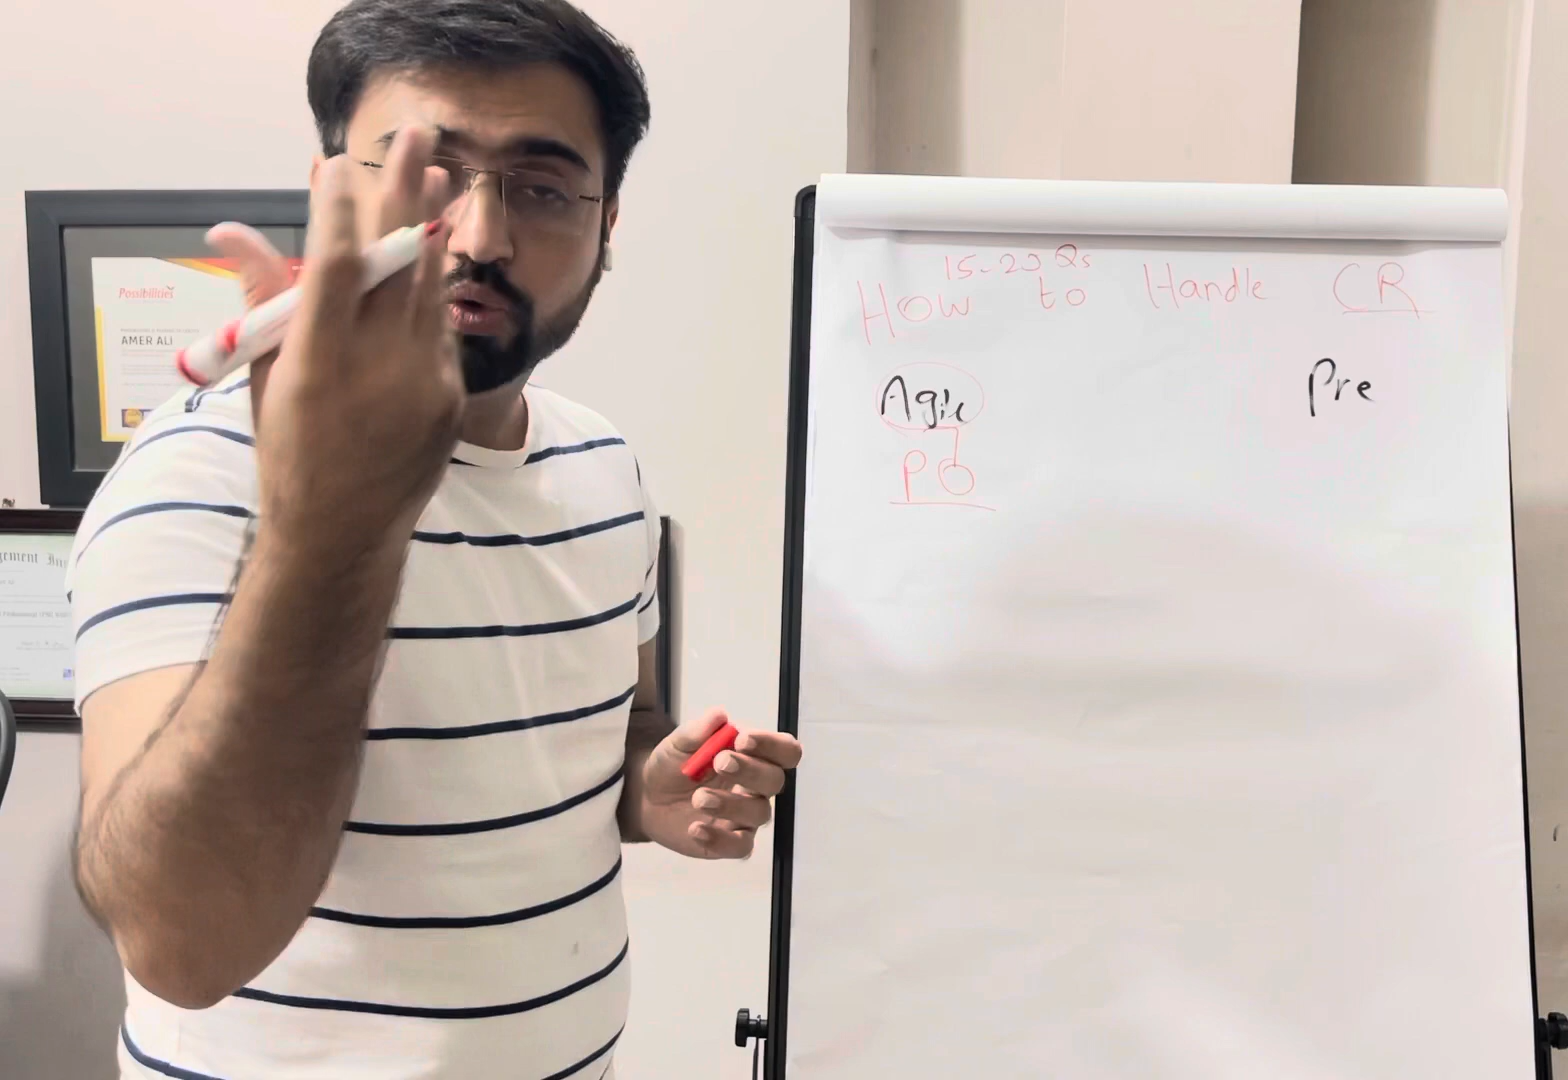 Possibilities
AMER ALI
15-20 Qs
How to Handle CR
Agile
Pre
PO